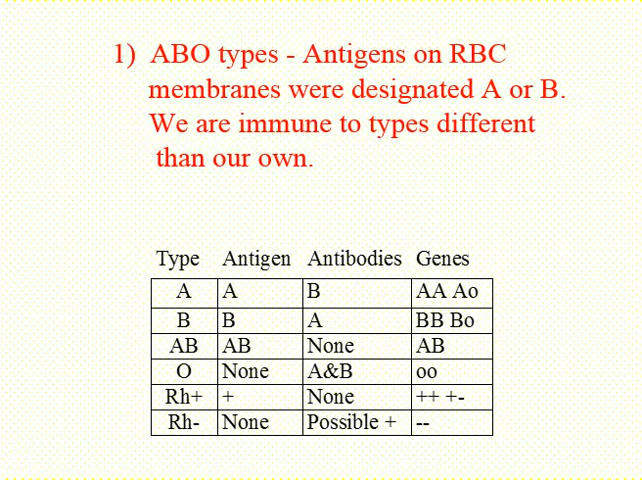 1) ABO types - Antigens on RBC
membranes were designated A or B.
We are immune to types different
than our own.
Type Antigen Antibodies Genes
A A B AA Ao
B B A BB Bo
AB AB None AB
O None A&B oo
Rh+ + None ++ +-
Rh- None Possible + --